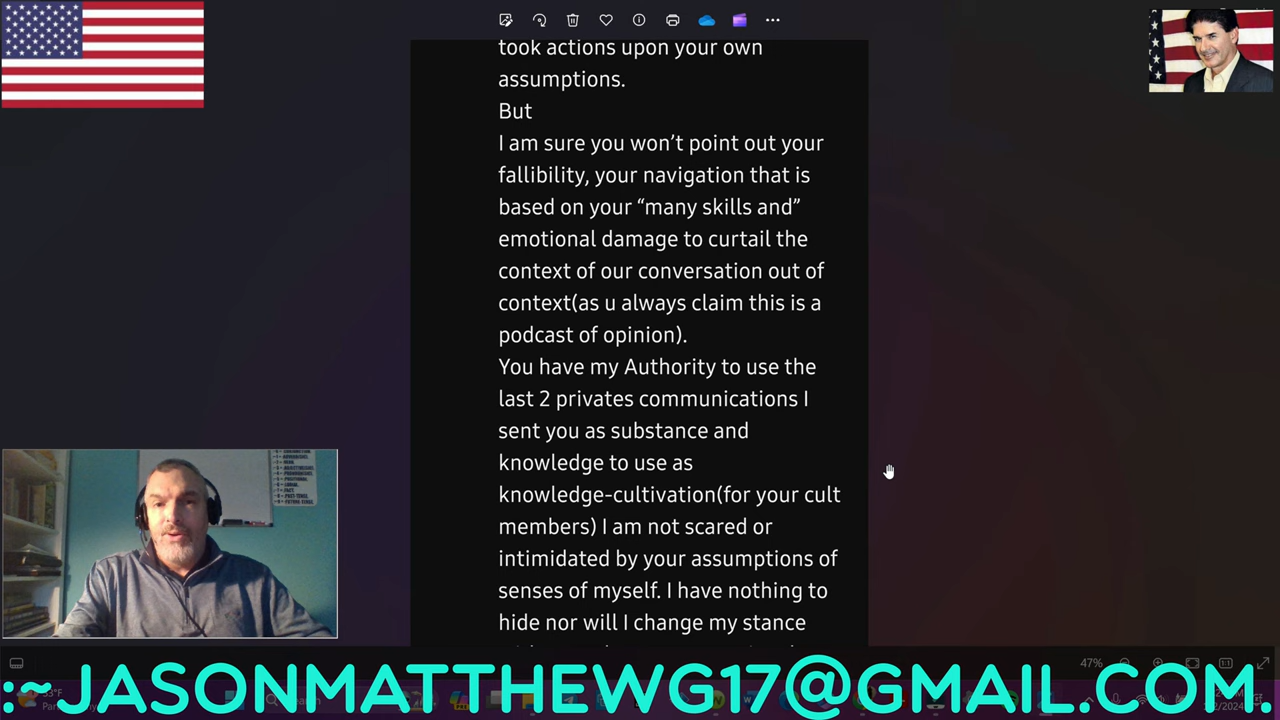 took actions upon your own
assumptions.
But
I am sure you won’t point out your
fallibility, your navigation that is
based on your “many skills and”
emotional damage to curtail the
context of our conversation out of
context(as u always claim this is a
podcast of opinion).
You have my Authority to use the
last 2 privates communications I
sent you as substance and
knowledge to use as
knowledge-cultivation(for your cult
members) I am not scared or
intimidated by your assumptions of
senses of myself. I have nothing to
hide nor will I change my stance
47%
:~JASONMATTHEWG17@GMAIL.COM.